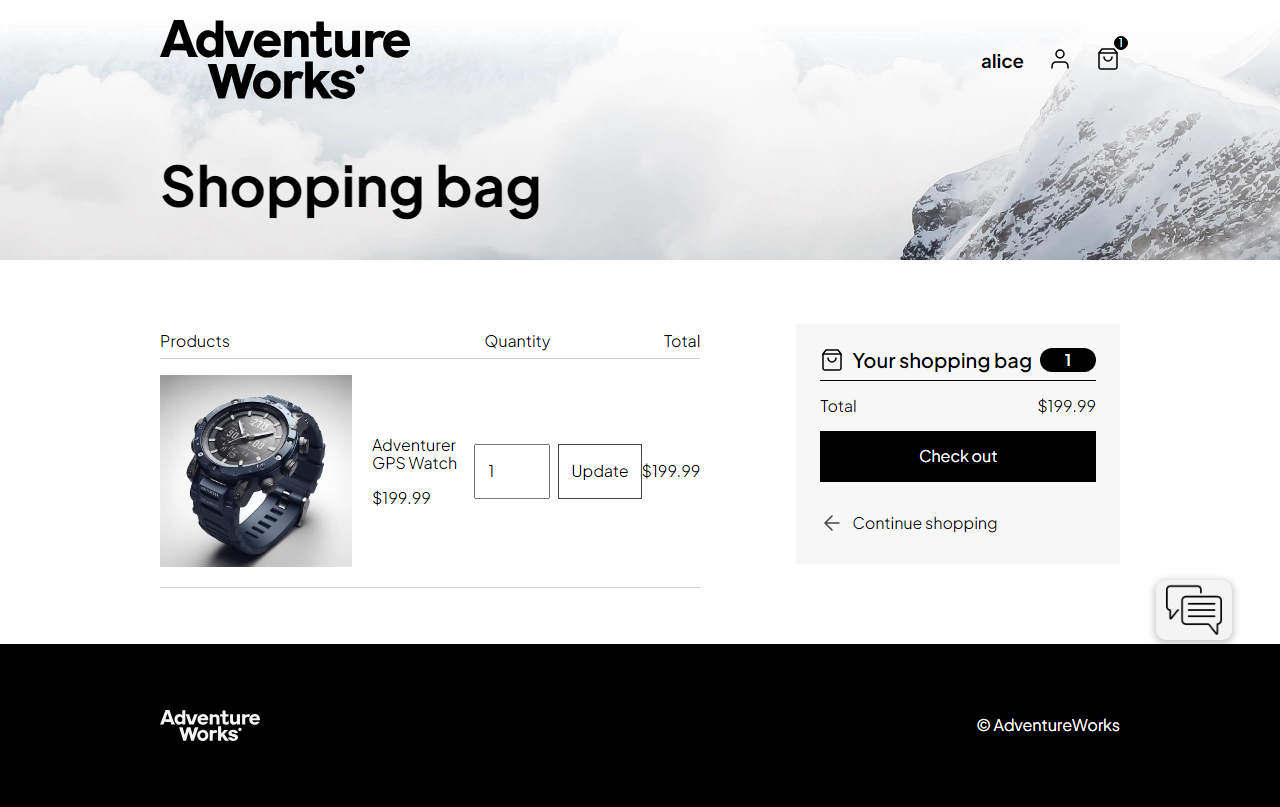 Adventure
Works
alice
1
Shopping bag
Products Quantity Total
Adventurer
GPS Watch
$199.99
1
Update
$199.99
Your shopping bag 1
Total $199.99
Check out
Continue shopping
Adventure
Works
© AdventureWorks